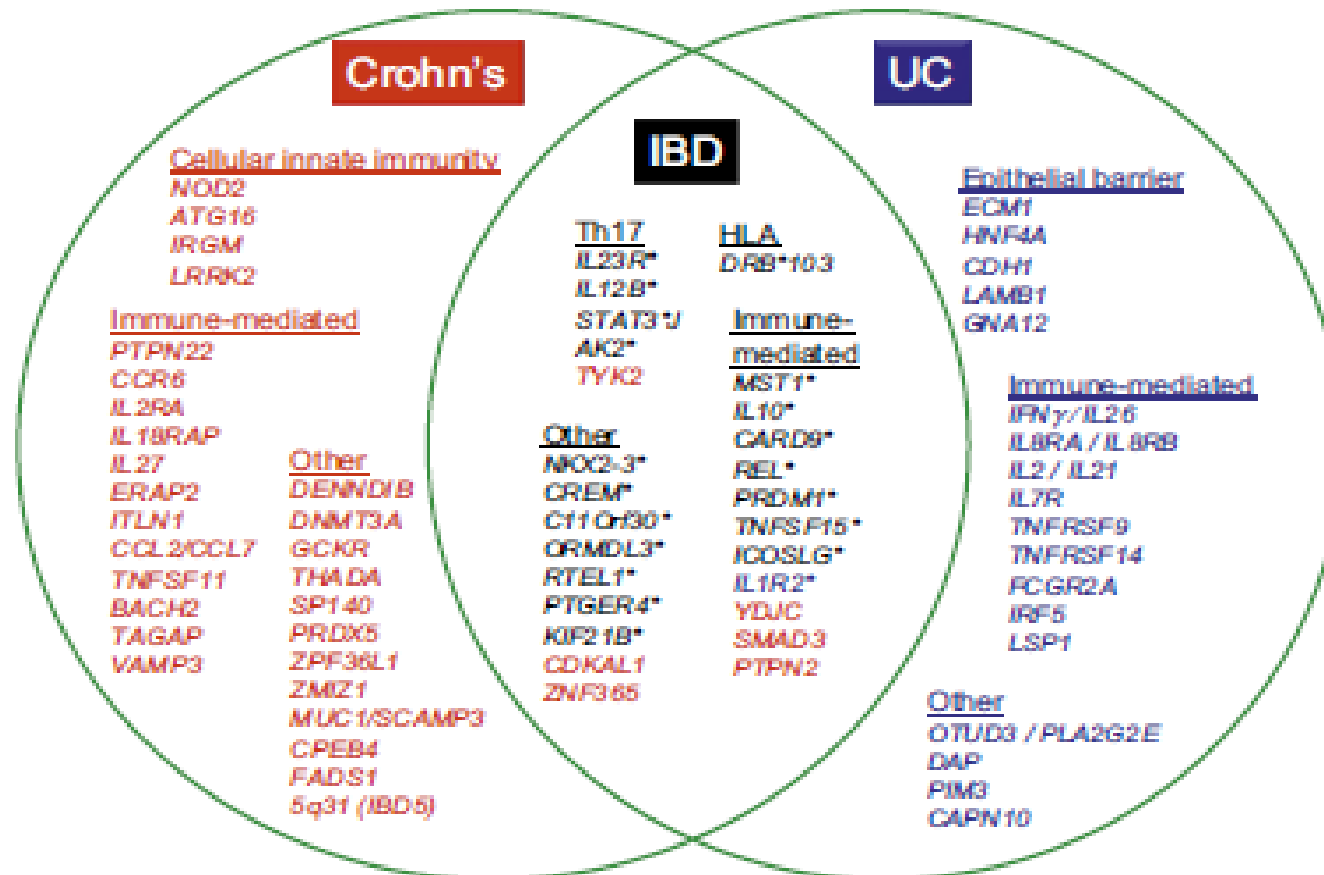 Crohn's
UC
IBD
Cellular innate immunity
NOD2
ATG16
IRGM
LRRK2
Immune-mediated
PTPN22
CCR6
IL2RA
IL18RAP
IL27
ERAP2
ITLN1
CCL2/CCL7
TNFSF11
BACH2
TAGAP
VAMP3
Other
DENND1B
DNMT3A
GCKR
THADA
SP140
PRDX5
ZPF36L1
ZMIZ1
MUC1/SCAMP3
CPEB4
FADS1
5q31 (IBD5)
Th17
IL23R*
IL12B*
STAT3*/
AK2*
TYK2
Other
NKX2-3*
CREM*
C11Orf30*
ORMDL3*
RTEL1*
PTGER4*
KIF21B*
CDKAL1
ZNF365
HLA
DRB*103
Immune-
mediated
MST1*
IL10*
CARD9*
REL*
PRDM1*
TNFSF15*
ICOSLG*
IL1R2*
YDJC
SMAD3
PTPN2
Epithelial barrier
ECM1
HNF4A
CDH1
LAMB1
GNA12
Immune-mediated
IFNγ/IL26
IL8RA / IL8RB
IL2 / IL21
IL7R
TNFRSF9
TNFRSF14
FCGR2A
IRF5
LSP1
Other
OTUD3 / PLA2G2E
DAP
PIM3
CAPN10